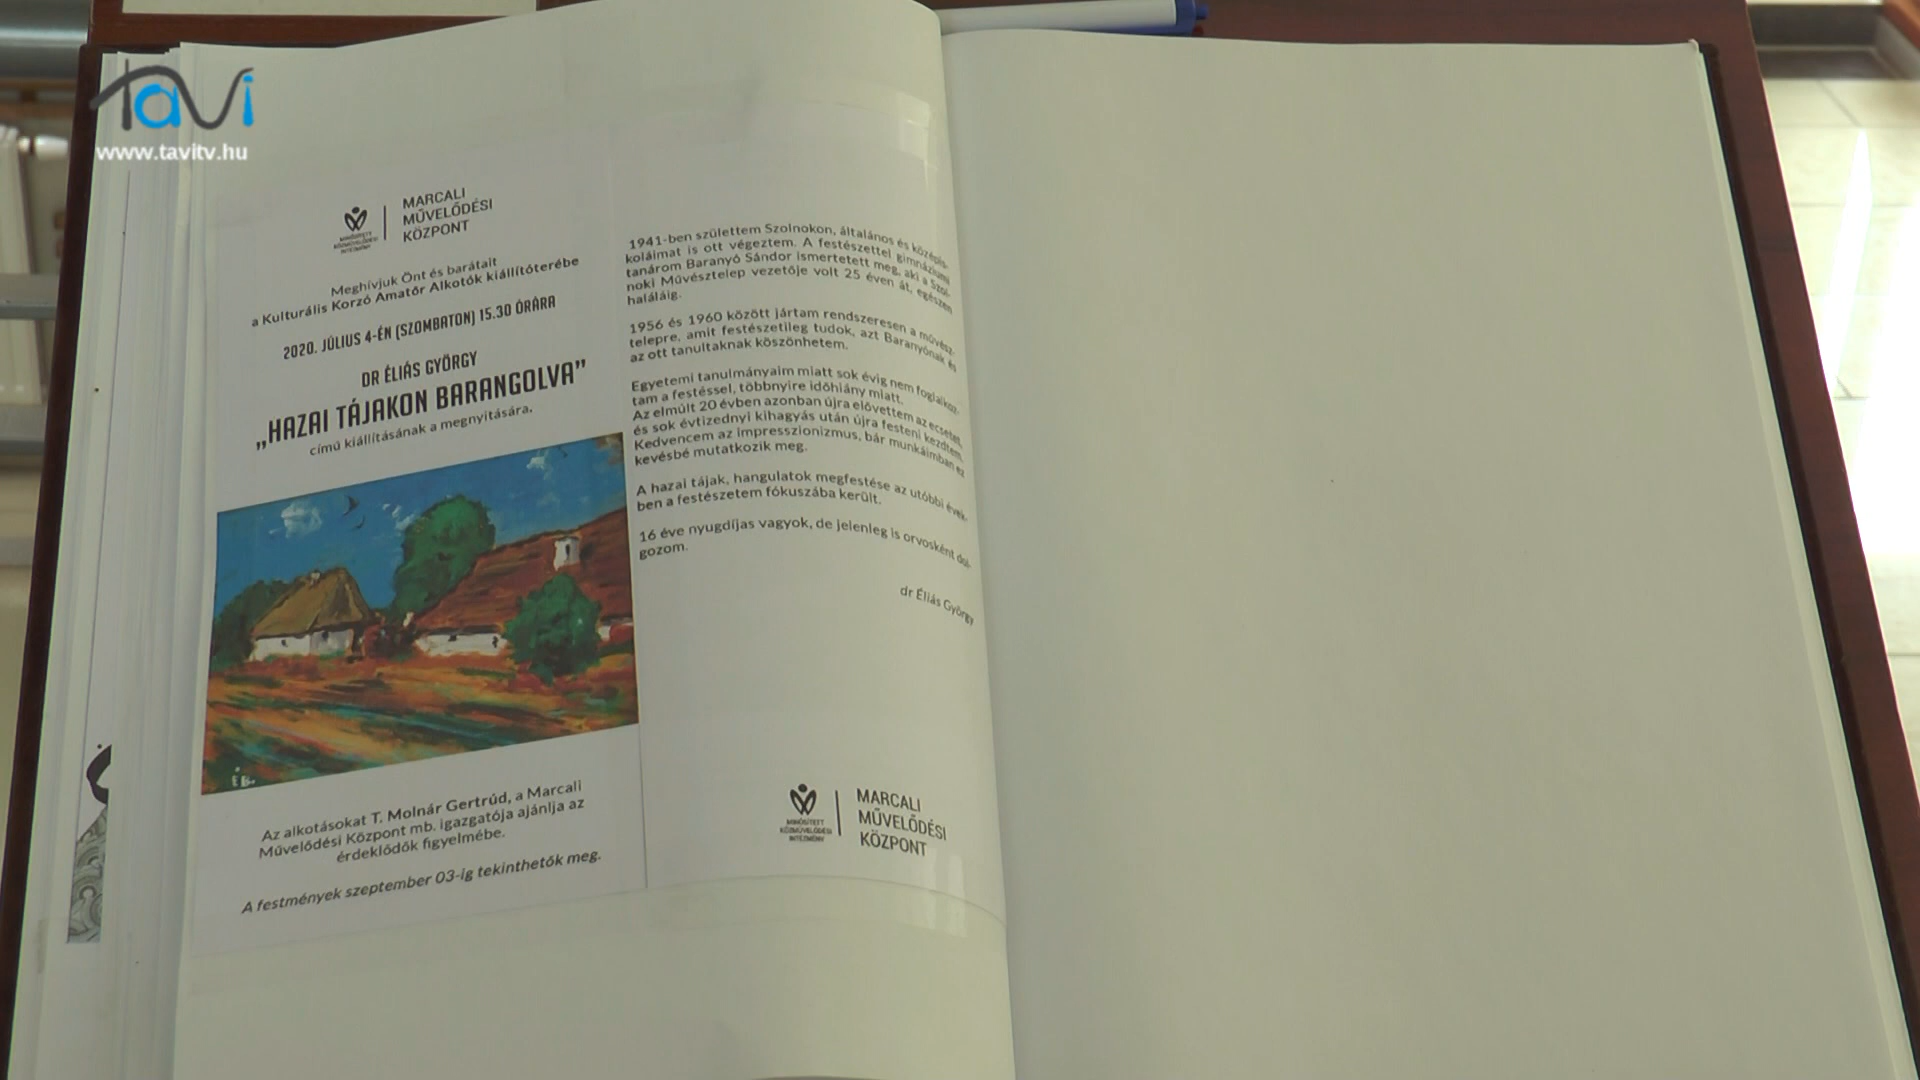 TaVi
www.tavitv.hu
MARCALI
MŰVELŐDÉSI
KÖZPONT
MINŐSÍTETT
KÖZMŰVELŐDÉSI
INTÉZMÉNY
Meghívjuk Önt és barátait
a Kulturális Korzó Amatőr Alkotók kiállítóterébe
2020. JÚLIUS 4-ÉN (SZOMBATON) 15.30 ÓRÁRA
DR ÉLIÁS GYÖRGY
„HAZAI TÁJAKON BARANGOLVA”
című kiállításának a megnyitására.
Az alkotásokat T. Molnár Gertrúd, a Marcali
Művelődési Központ mb. igazgatója ajánlja az
érdeklődők figyelmébe.
A festmények szeptember 03-ig tekinthetők meg.
1941-ben születtem Szolnokon, általános és középis-
koláimat is ott végeztem. A festészettel gimnáziumi
tanárom Baranyó Sándor ismertetett meg, aki a Szol-
noki Művésztelep vezetője volt 25 éven át, egészen
haláláig.
1956 és 1960 között jártam rendszeresen a művész-
telepre, amit festészetileg tudok, azt Baranyónak és
az ott tanultaknak köszönhetem.
Egyetemi tanulmányaim miatt sok évig nem foglalkoz-
tam a festéssel, többnyire időhiány miatt.
Az elmúlt 20 évben azonban újra elővettem az ecsetet,
és sok évtizednyi kihagyás után újra festeni kezdtem.
Kedvencem az impresszionizmus, bár munkáimban ez
kevésbé mutatkozik meg.
A hazai tájak, hangulatok megfestése az utóbbi évek-
ben a festészetem fókuszába került.
16 éve nyugdíjas vagyok, de jelenleg is orvosként dol-
gozom.
dr Éliás György
MINŐSÍTETT
KÖZMŰVELŐDÉSI
INTÉZMÉNY
MARCALI
MŰVELŐDÉSI
KÖZPONT